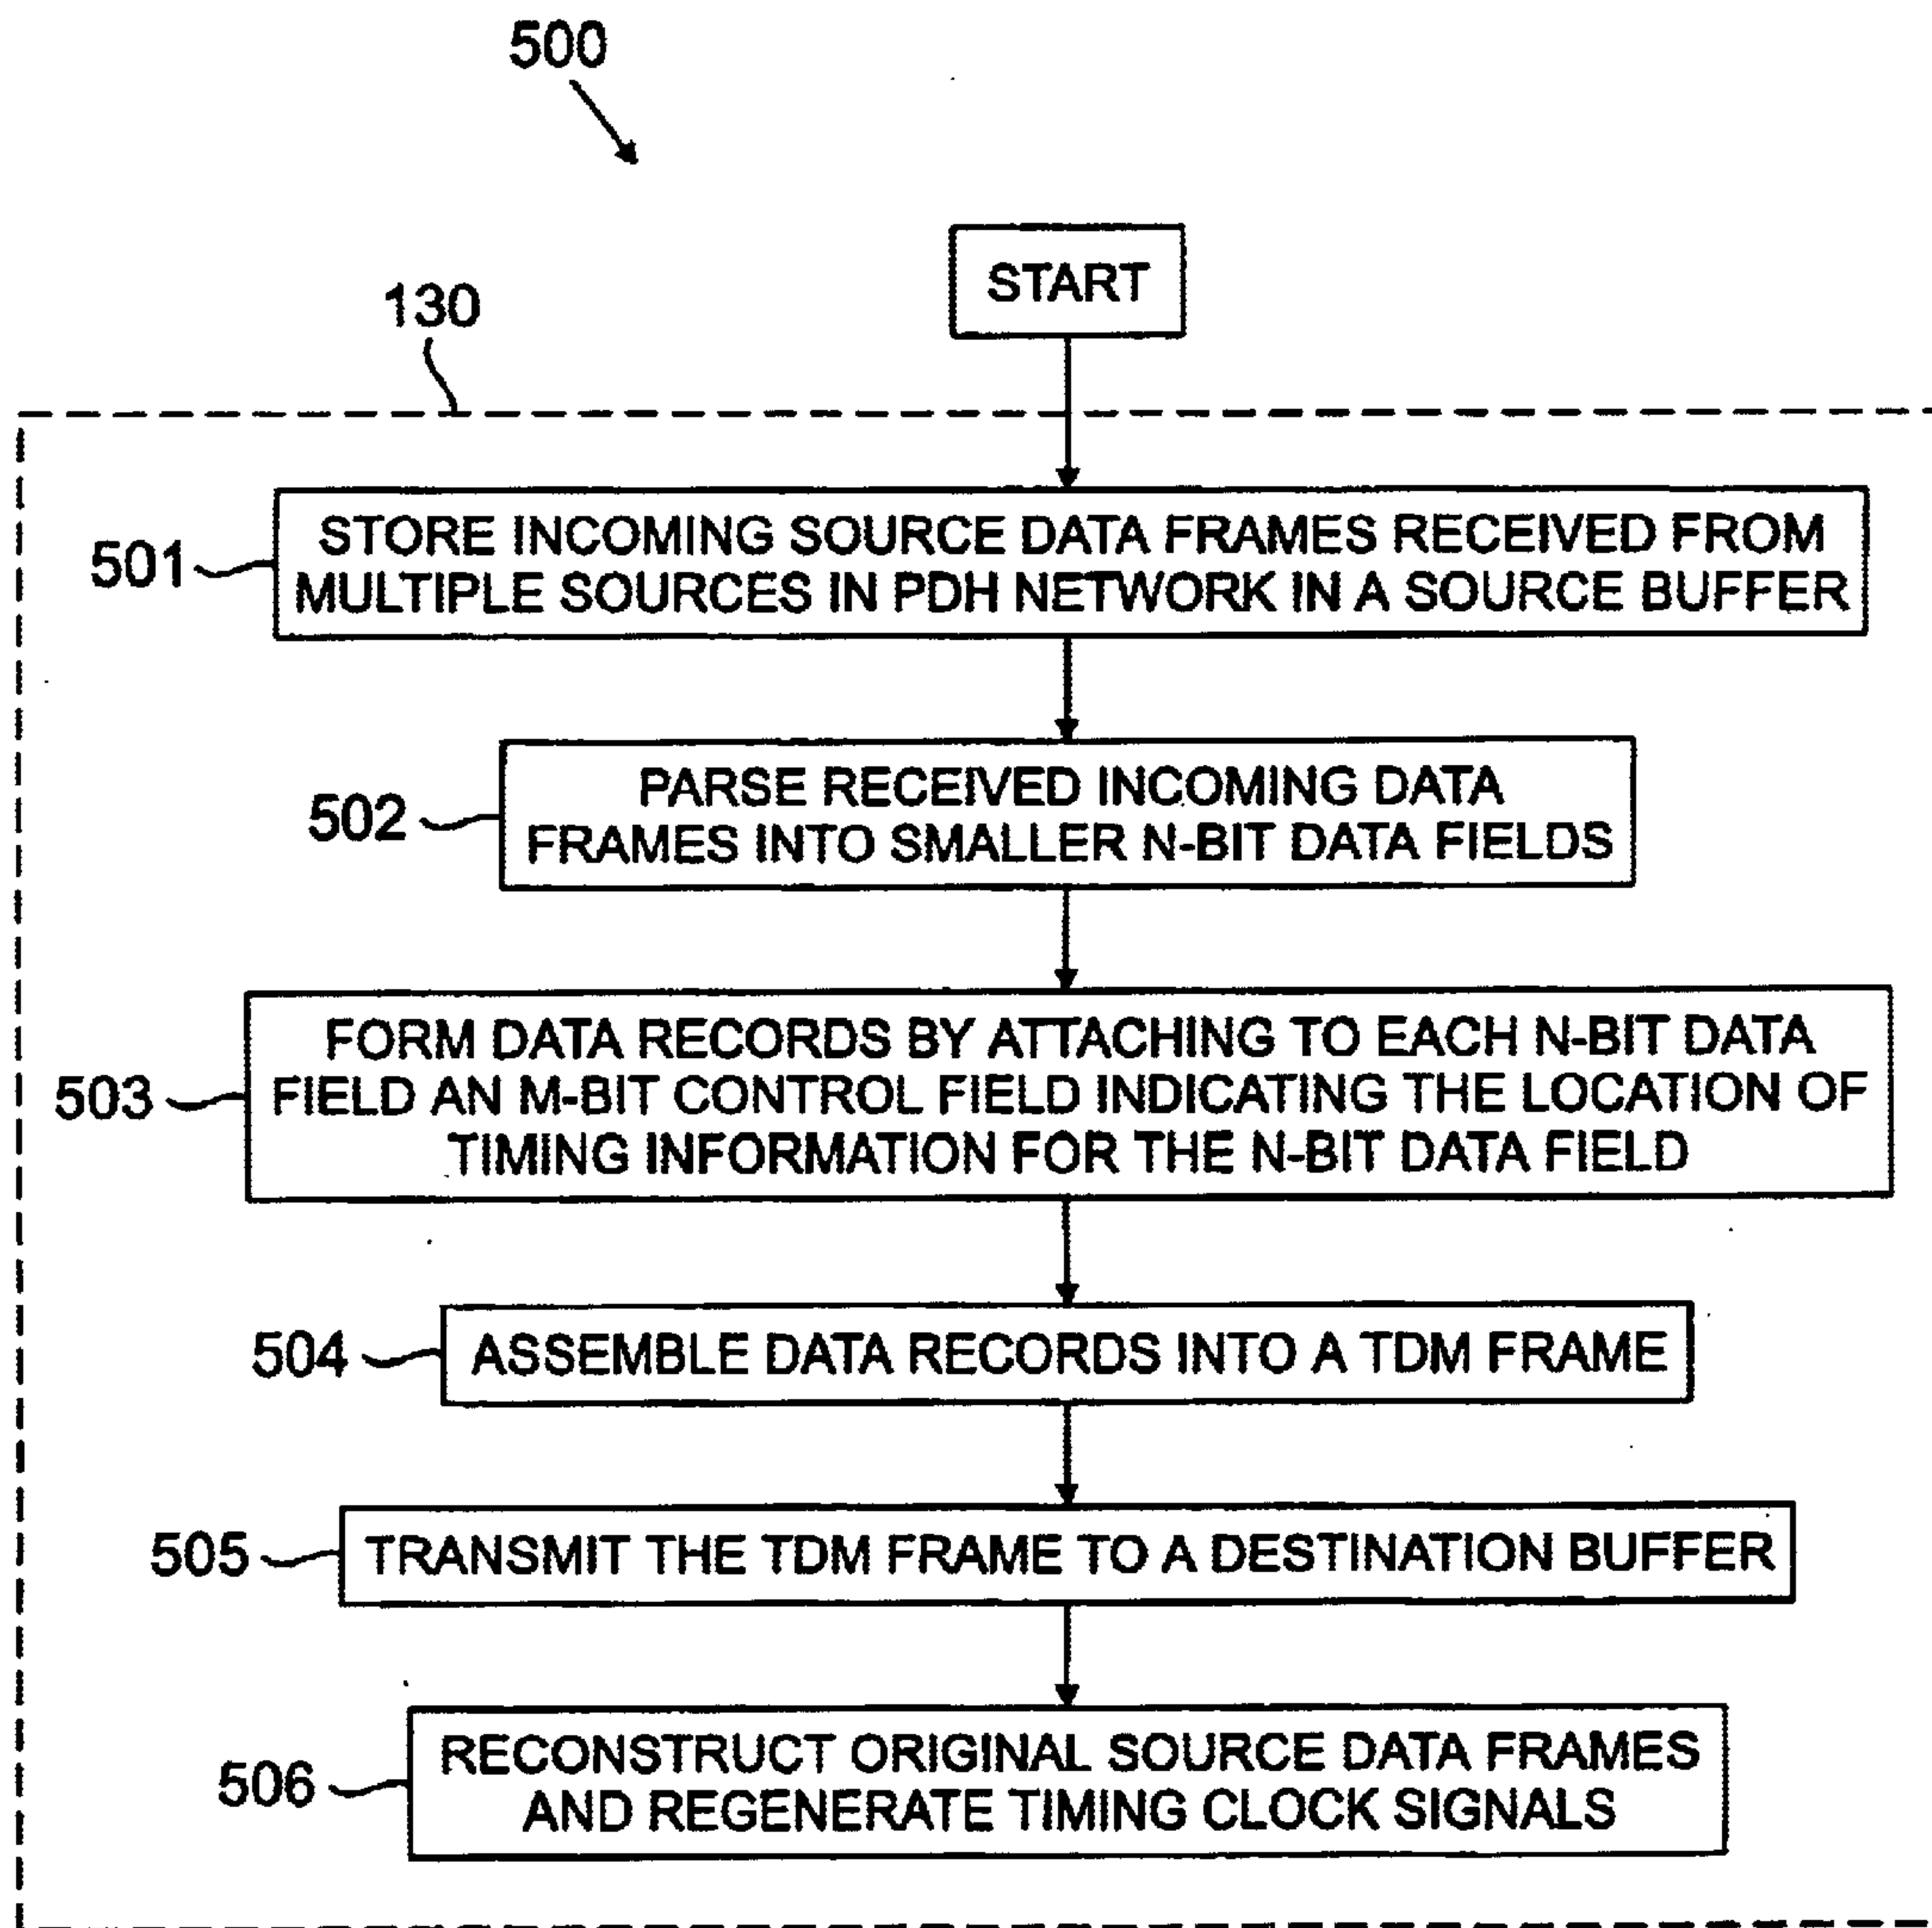 500
START
130
501
STORE INCOMING SOURCE DATA FRAMES RECEIVED FROM
MULTIPLE SOURCES IN PDH NETWORK IN A SOURCE BUFFER
502
PARSE RECEIVED INCOMING DATA
FRAMES INTO SMALLER N-BIT DATA FIELDS
503
FORM DATA RECORDS BY ATTACHING TO EACH N-BIT DATA
FIELD AN M-BIT CONTROL FIELD INDICATING THE LOCATION OF
TIMING INFORMATION FOR THE N-BIT DATA FIELD
504
ASSEMBLE DATA RECORDS INTO A TDM FRAME
505
TRANSMIT THE TDM FRAME TO A DESTINATION BUFFER
506
RECONSTRUCT ORIGINAL SOURCE DATA FRAMES
AND REGENERATE TIMING CLOCK SIGNALS